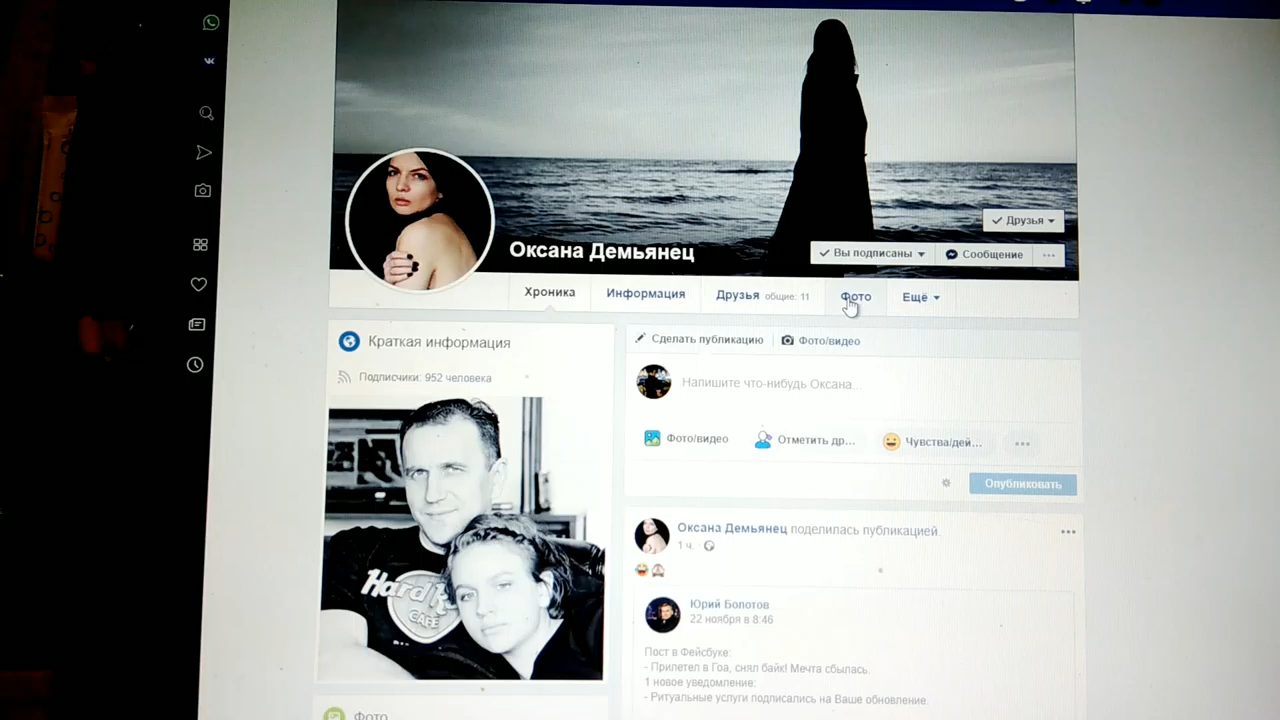 Друзья
Оксана Демьянец
Вы подписаны
Сообщение
Хроника
Информация
Друзья общие: 11
Фото
Ещё
Краткая информация
Подписчики: 952 человека
Сделать публикацию
Фото/видео
Напишите что-нибудь Оксана...
Фото/видео
Отметить др...
Чувства/дей...
Опубликовать
Оксана Демьянец поделилась публикацией.
1 ч.
Юрий Болотов
22 ноября в 8:46
Пост в Фейсбуке:
- Прилетел в Гоа, снял байк! Мечта сбылась.
1 новое уведомление:
- Ритуальные услуги подписались на Ваше обновление.
Hard R
CAFE
Фото